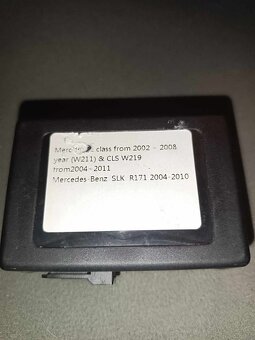 class from 2002 - 2008
year (W211) & CLS W219
from2004-2011
Mercedes-Benz SLK R171 2004-2010